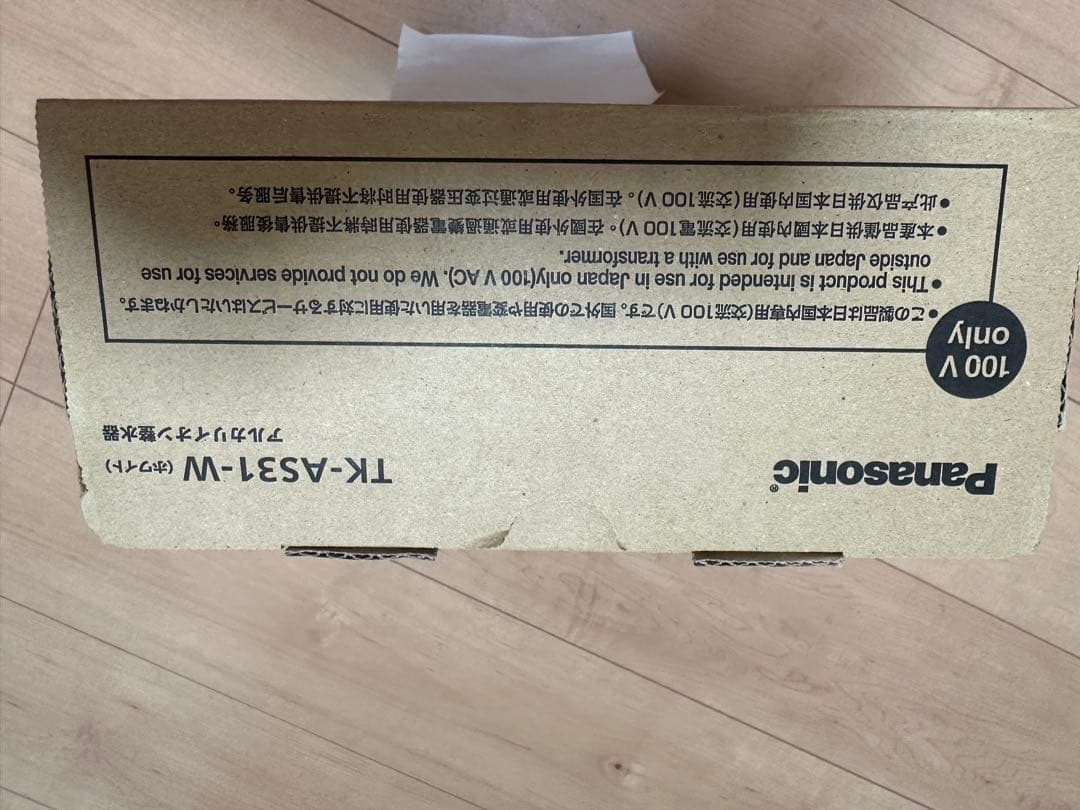 Panasonic®
TK-AS31-W (ホワイト)
アルカリイオン整水器
100 V
only
●この製品は日本国内専用(交流100 V)です。国外での使用や変電器を用いた使用に対するサービスはいたしかねます。
●This product is intended for use in Japan only(100 V AC). We do not provide services for use
outside Japan and for use with a transformer.
●本產品僅供日本國內使用(交流電100 V)。在國外使用或通過變電器使用時將不提供售後服務。
●此产品仅供日本国内使用(交流100 V)。在国外使用或通过变压器使用时将不提供售后服务。